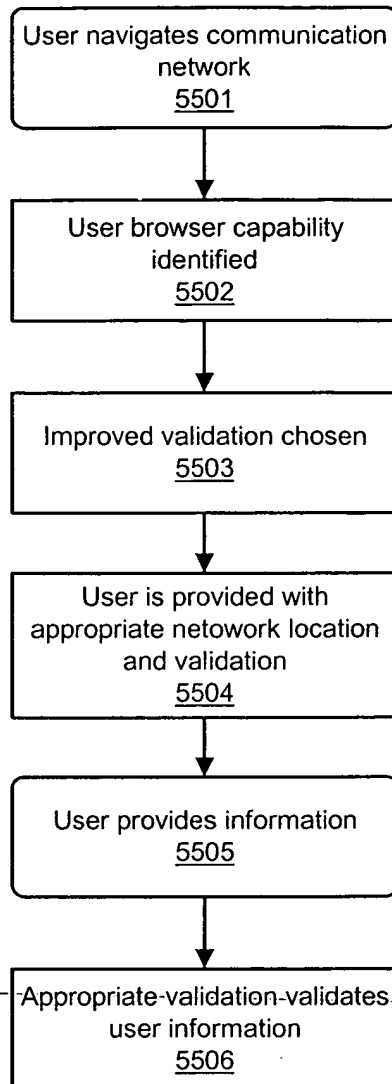 User navigates communication
network
5501
User browser capability
identified
5502
Improved validation chosen
5503
User is provided with
appropriate netowork location
and validation
5504
User provides information
5505
Appropriate validation validates
user information
5506